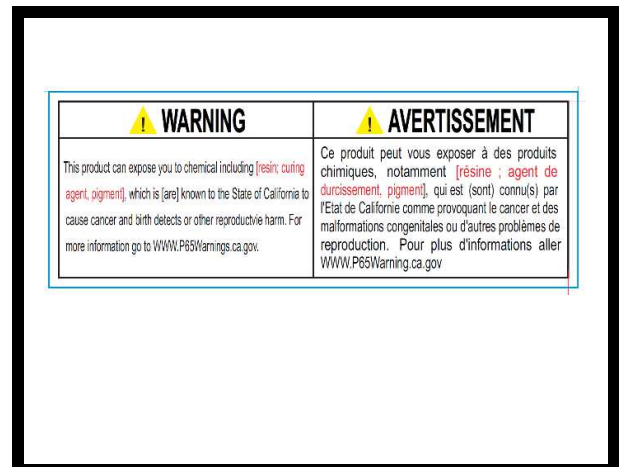 WARNING
This product can expose you to chemical including [resin; curing
agent, pigment], which is [are] known to the State of California to
cause cancer and birth detects or other reproductvie harm. For
more information go to WWW.P65Warnings.ca.gov.
AVERTISSEMENT
Ce produit peut vous exposer à des produits
chimiques, notamment [résine ; agent de
durcissement, pigment], qui est (sont) connu(s) par
l'Etat de Californie comme provoquant le cancer et des
malformations congenitales ou d'autres problèmes de
reproduction. Pour plus d'informations aller
WWW.P65Warning.ca.gov